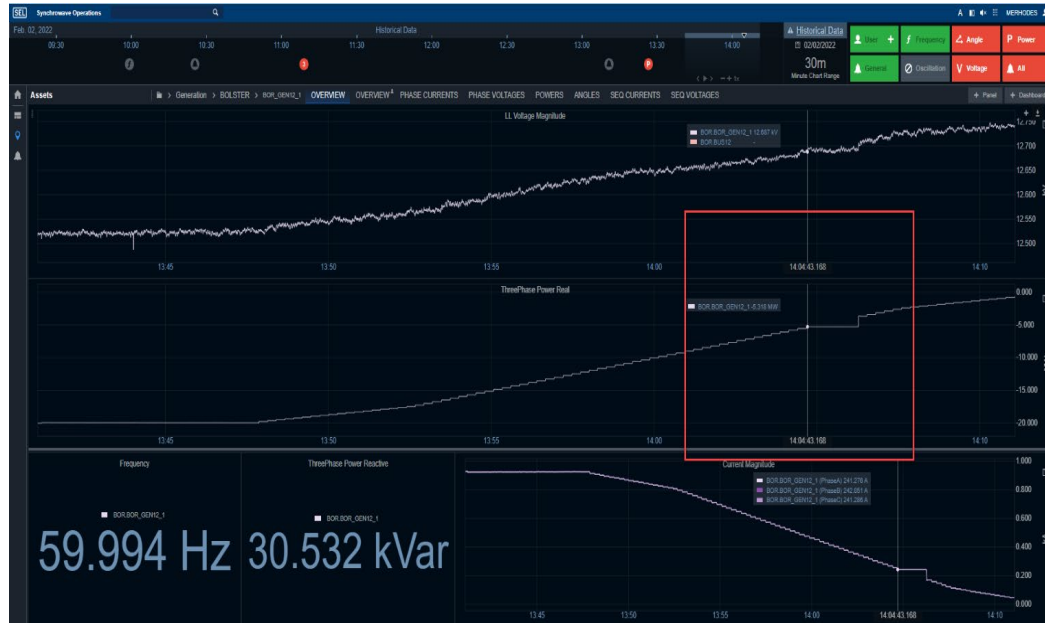 SEL Synchrowave Operations A MERHODES
Feb. 02, 2022 Historical Data
09:30 10:00 10:30 11:00 11:30 12:00 12:30 13:00 13:30 14:00
3 P
Historical Data
02/02/2022
30m
Minute Chart Range
User + Frequency Angle P Power
General Oscillation V Voltage All
Assets > Generation > BOLSTER > BOR_GEN12_1 OVERVIEW OVERVIEW PHASE CURRENTS PHASE VOLTAGES POWERS ANGLES SEQ CURRENTS SEQ VOLTAGES + Panel + Dashboard
LL Voltage Magnitude
BOR.BOR_GEN12_1 12.697 kV
BOR.BUS12 -
12.750
12.700
12.650
12.600
12.550
12.500
13:45 13:50 13:55 14:00 14:04:43.168 14:10
ThreePhase Power Real
BOR.BOR_GEN12_1 -5.318 MW
0.000
-5.000
-10.000
-15.000
-20.000
13:45 13:50 13:55 14:00 14:04:43.168 14:10
Frequency
BOR.BOR_GEN12_1
59.994 Hz
ThreePhase Power Reactive
BOR.BOR_GEN12_1
30.532 kVar
Current Magnitude
BOR.BOR_GEN12_1 (PhaseA) 241.276 A
BOR.BOR_GEN12_1 (PhaseB)
BOR.BOR_GEN12_1 (PhaseC)
1.000
0.800
0.600
0.400
0.200
0.000
13:45 13:50 13:55 14:00 14:04:43.168 14:10